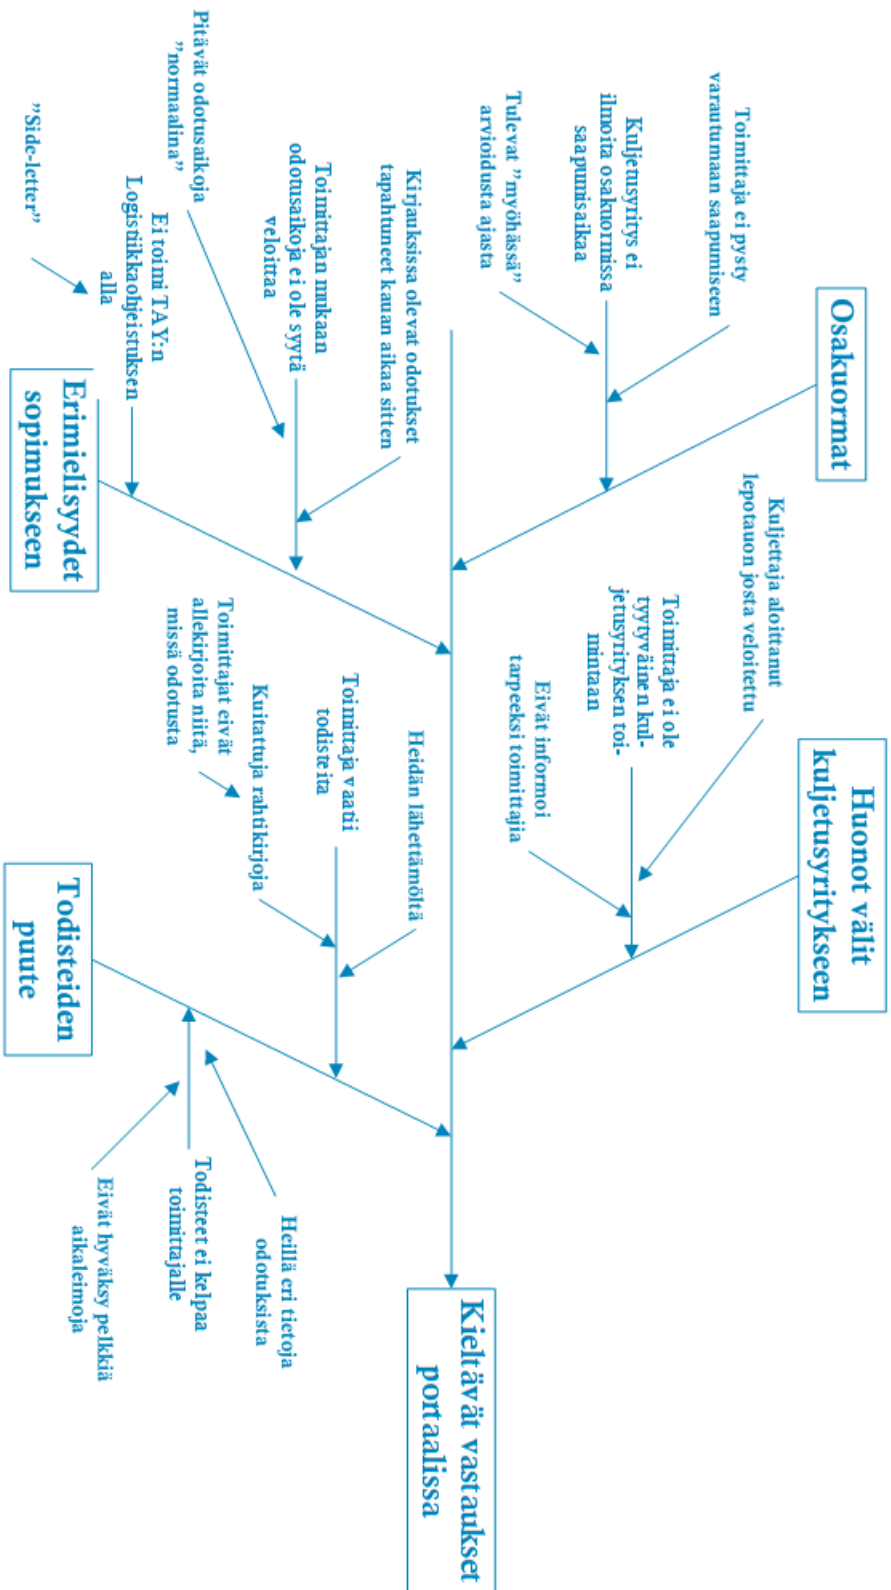 Osakuormat
Toimittaja ei pysty
varautumaan saapumiseen
Kuljetusyritys ei
ilmoita osakuormissa
saapumisaikaa
Tulevat ”myöhässä”
arvioidusta ajasta
Huonot välit
kuljetusyritykseen
Kuljettaja aloittanut
lepotauon josta veloitettu
Toimittaja ei ole
tyytyväinen kul-
jetusyrityksen toi-
mintaan
Eivät informoi
tarpeeksi toimittajia
Kieltävät vastaukset
portaalissa
Kirjauksissa olevat odotukset
tapahtuneet kauan aikaa sitten
Toimittajan mukaan
odotusaikoja ei ole syytä
veloittaa
Pitävät odotusaikoja
”normaalina”
Ei toimi TAY:n
Logistiikkaohjeistuksen
alla
”Side-letter”
Erimielisyydet
sopimukseen
Heidän lähettämöltä
Toimittaja vaatii
todisteita
Kuitattuja rahtikirjoja
Toimittajat eivät
allekirjoita niitä,
missä odotusta
Heillä eri tietoja
odotuksista
Todisteet ei kelpaa
toimittajalle
Eivät hyväksy pelkkiä
aikaleimoja
Todisteiden
puute